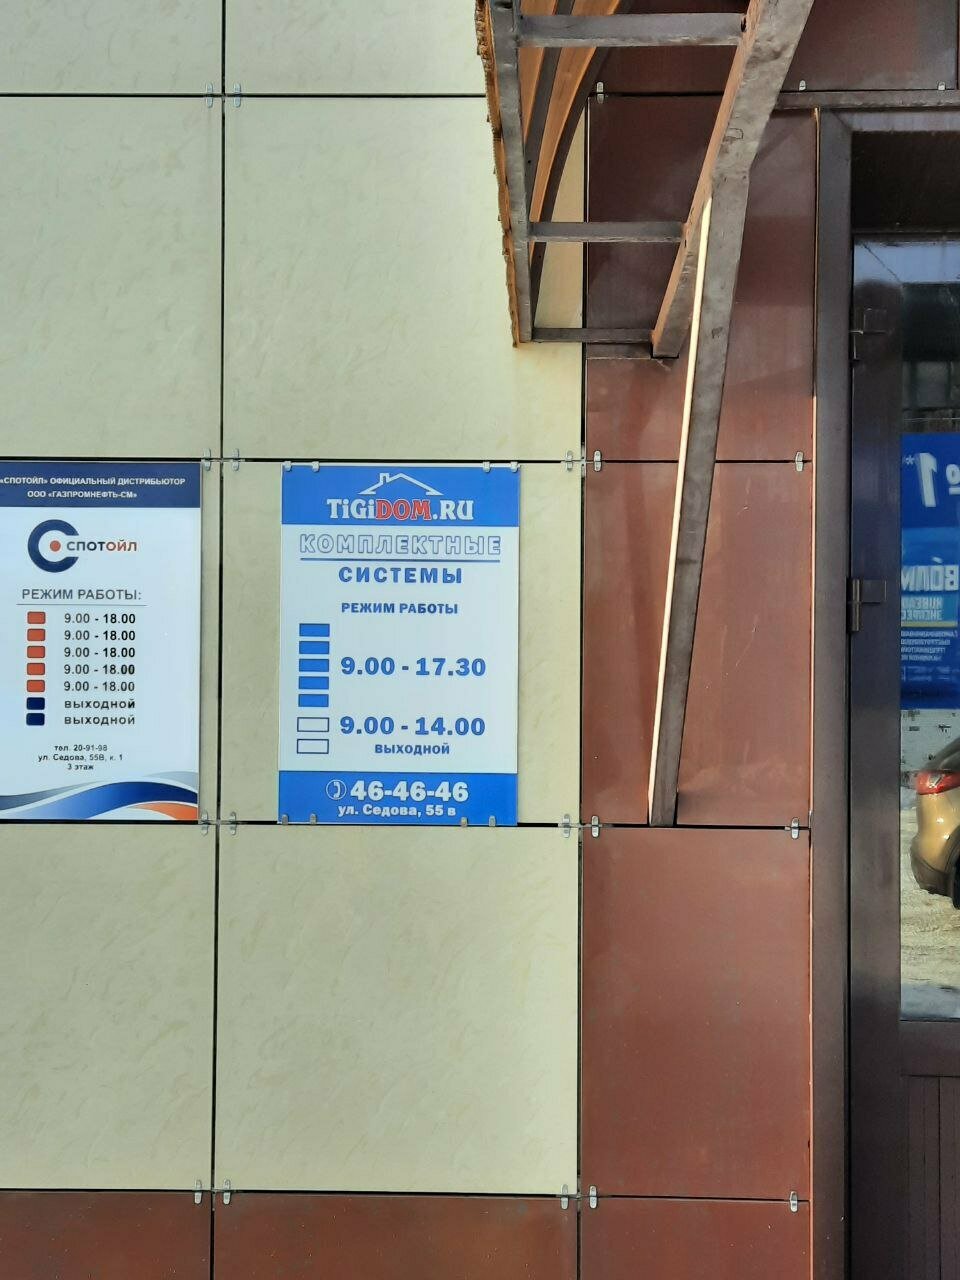 «СПОТОЙЛ» ОФИЦИАЛЬНЫЙ ДИСТРИБЬЮТОР
ООО «ГАЗПРОМНЕФТЬ-СМ»
СПОТОЙЛ
РЕЖИМ РАБОТЫ:
9.00 - 18.00
9.00 - 18.00
9.00 - 18.00
9.00 - 18.00
9.00 - 18.00
ВЫХОДНОЙ
ВЫХОДНОЙ
тел. 20-91-98
ул. Седова, 55В, к. 1
3 этаж
TiGiDOM.RU
КОМПЛЕКТНЫЕ
СИСТЕМЫ
РЕЖИМ РАБОТЫ
9.00 - 17.30
9.00 - 14.00
ВЫХОДНОЙ
46-46-46
ул. Седова, 55 в
№1